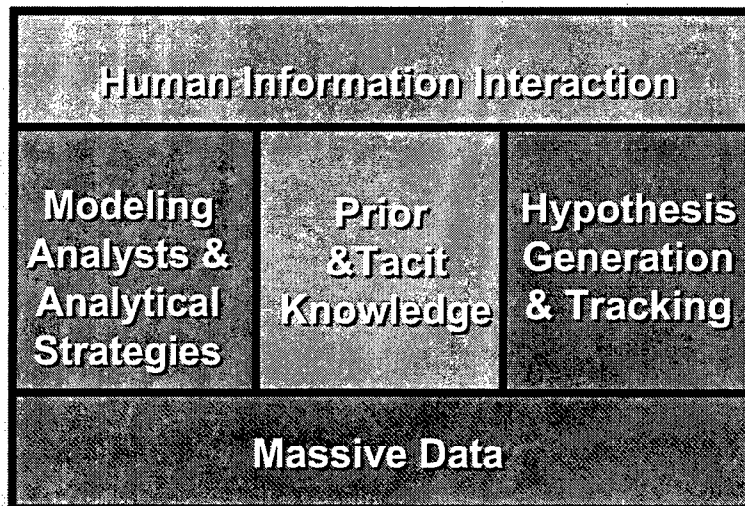 Human Information Interaction
Modeling
Analysts &
Analytical
Strategies
Prior
&Tacit
Knowledge
Hypothesis
Generation
& Tracking
Massive Data